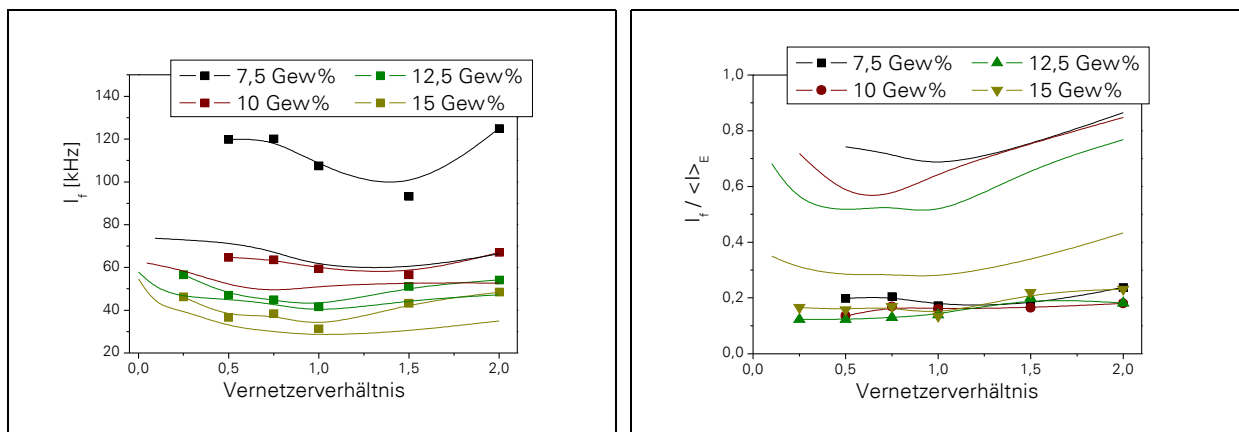 7,5 Gew% 12,5 Gew%
10 Gew% 15 Gew%
150
140
120
100
80
60
40
20
I_f [kHz]
0,0 0,5 1,0 1,5 2,0
Vernetzerverhältnis
7,5 Gew% 12,5 Gew%
10 Gew% 15 Gew%
1,0
0,8
0,6
0,4
0,2
0,0
I_f / <I>_E
0,0 0,5 1,0 1,5 2,0
Vernetzerverhältnis